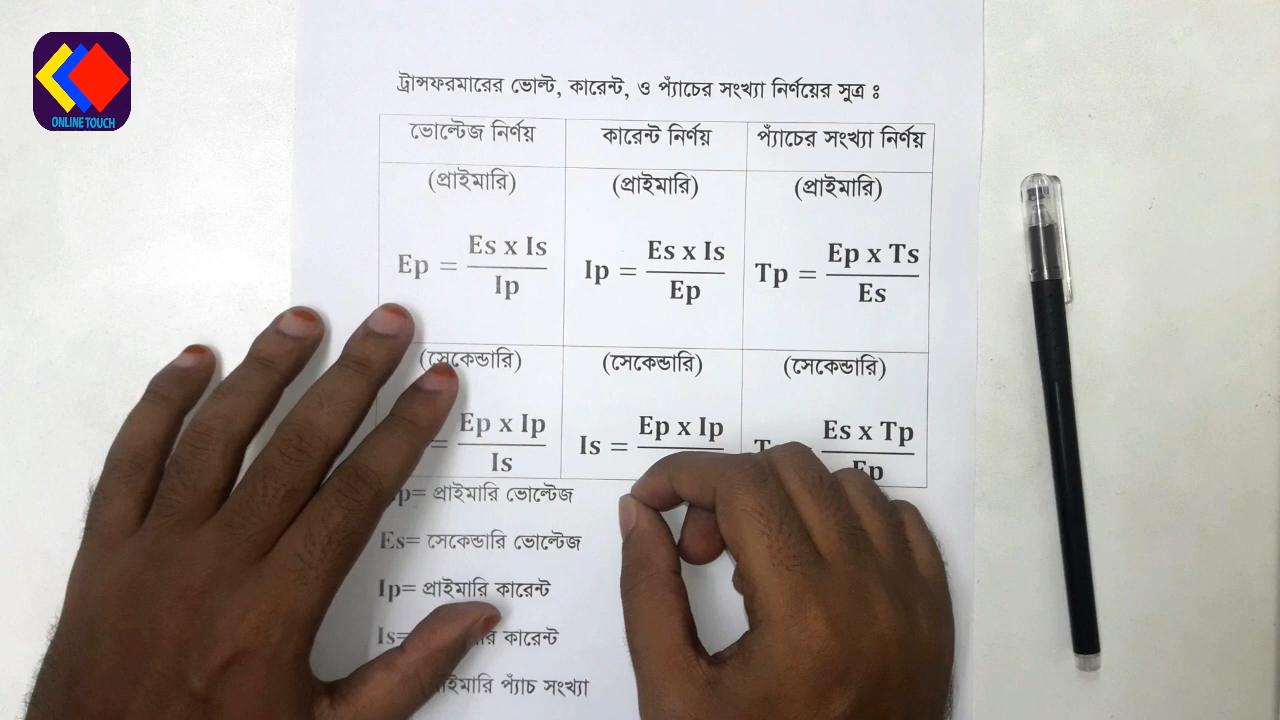 ONLINE TOUCH
ট্রান্সফরমারের ভোল্ট, কারেন্ট, ও প্যাঁচের সংখ্যা নির্ণয়ের সুত্র ঃ
ভোল্টেজ নির্ণয় কারেন্ট নির্ণয় প্যাঁচের সংখ্যা নির্ণয়
(প্রাইমারি) (প্রাইমারি) (প্রাইমারি)
Es x Is Es x Is Ep x Ts
Ep = Ip = Tp =
Ip Ep Es
(সেকেন্ডারি) (সেকেন্ডারি) (সেকেন্ডারি)
Ep x Ip Ep x Ip Es x Tp
= Is =
Is Ep
p= প্রাইমারি ভোল্টেজ
Es= সেকেন্ডারি ভোল্টেজ
Ip= প্রাইমারি কারেন্ট
Is= কারেন্ট
প্যাঁচ সংখ্যা